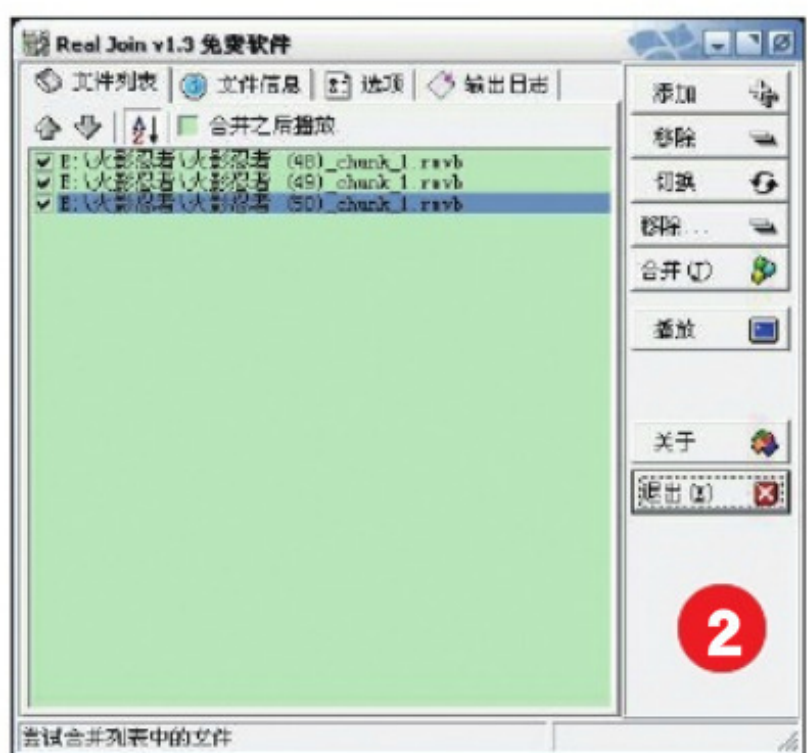 Real Join v1.3 免费软件
文件列表 文件信息 选项 输出日志
合并之后播放
E:\火影忍者\火影忍者 (48)_chunk_1.rmvb
E:\火影忍者\火影忍者 (49)_chunk_1.rmvb
E:\火影忍者\火影忍者 (50)_chunk_1.rmvb
添加
移除
切换
移除...
合并(J)
播放
关于
退出(X)
2
尝试合并列表中的文件